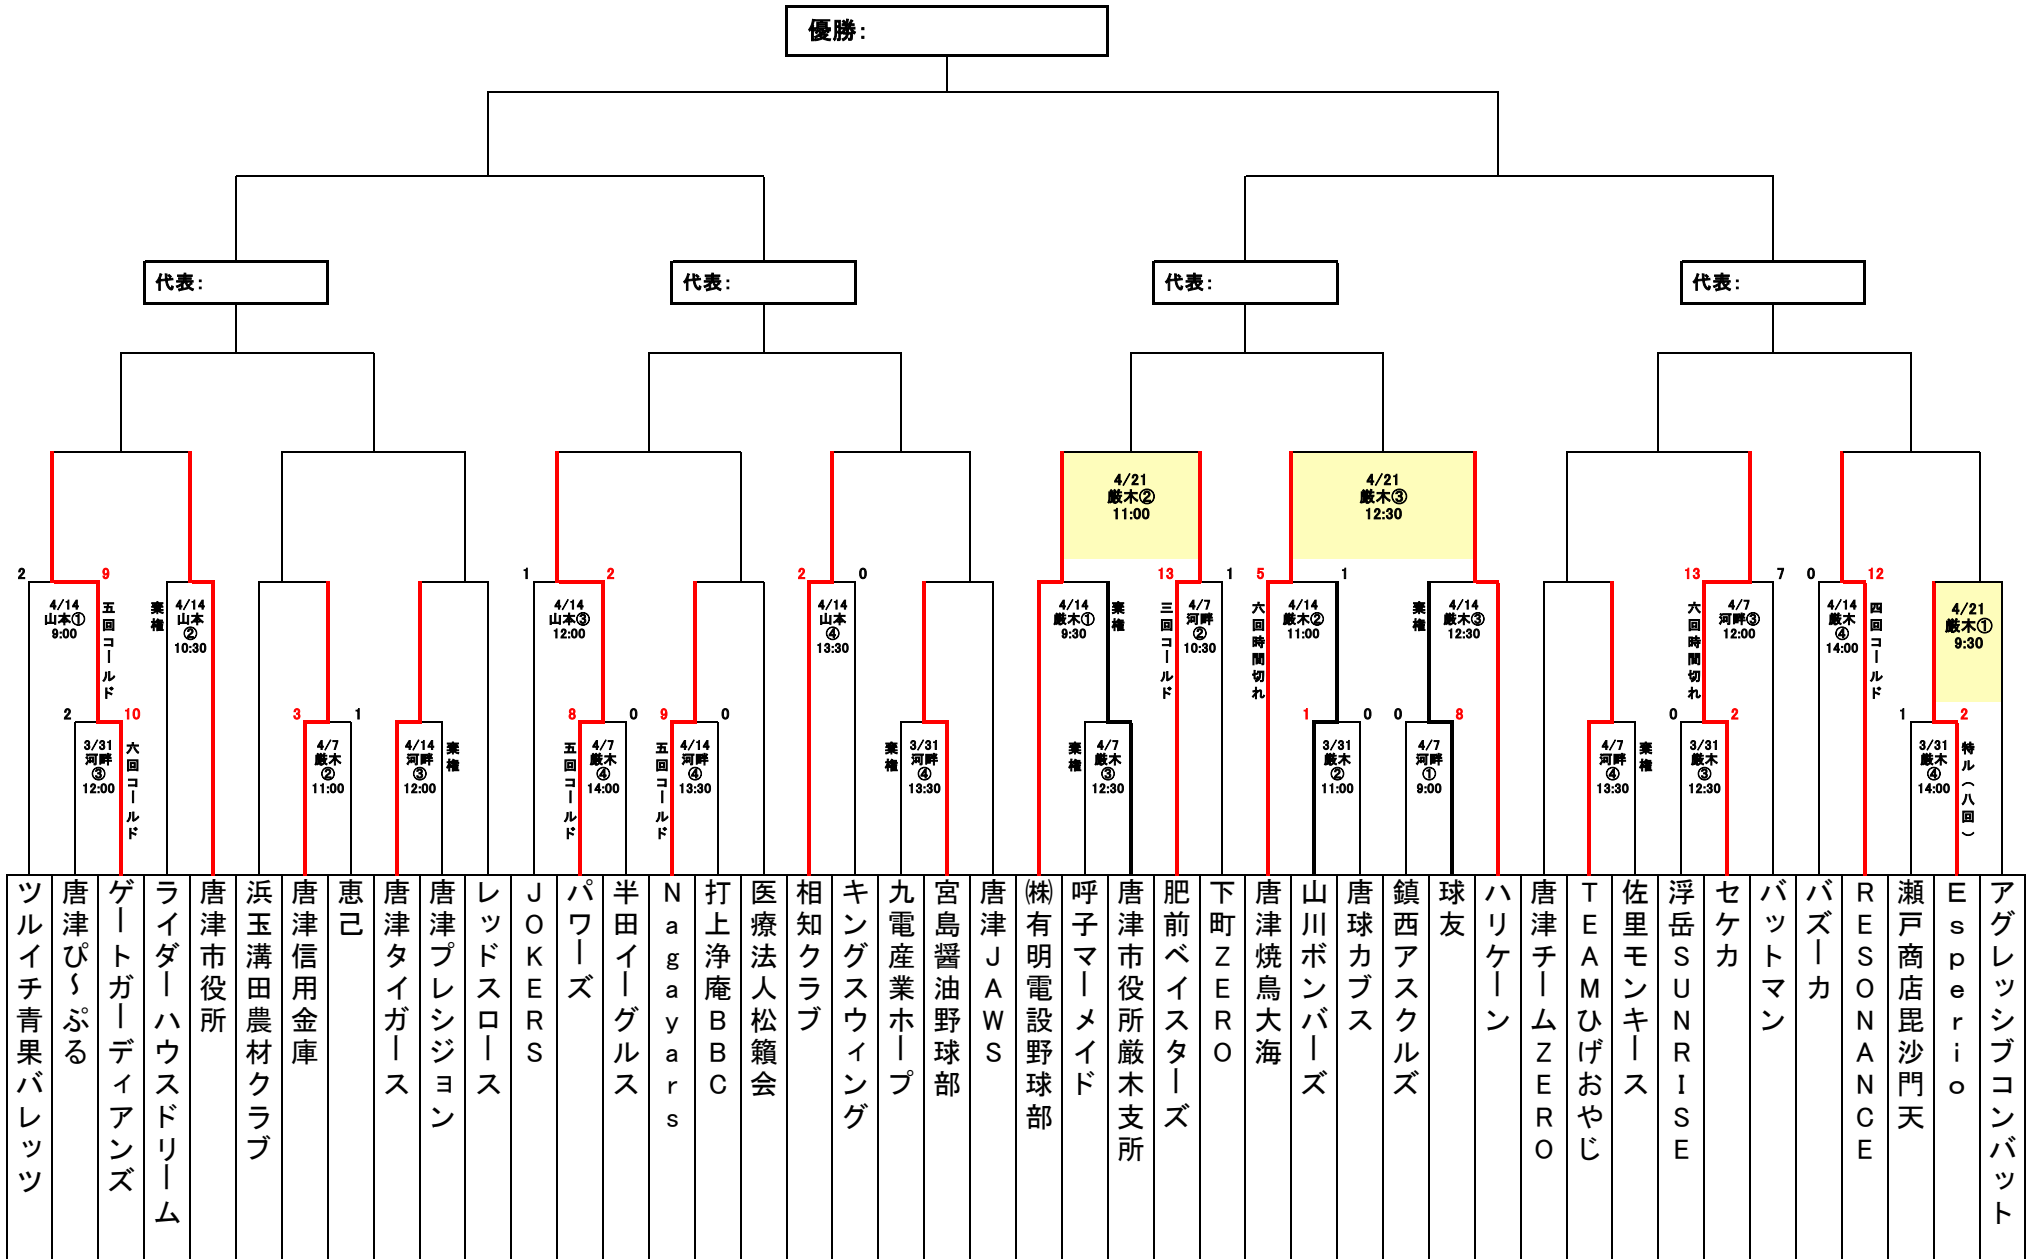 優勝：
代表：
代表：
代表：
代表：
4/21
厳木②
11:00
4/21
厳木③
12:30
2
9
4/14
山本①
9:00
五回コールド
棄権
4/14
山本
②
10:30
1
2
4/14
山本③
12:00
2
0
4/14
山本
④
13:30
4/14
厳木①
9:30
棄権
13
1
三回コールド
4/7
河畔
②
10:30
5
1
六回時間切れ
4/14
厳木②
11:00
棄権
4/14
厳木③
12:30
13
7
六回時間切れ
4/7
河畔③
12:00
0
12
4/14
厳木
④
14:00
四回コールド
4/21
厳木①
9:30
2
10
3/31
河畔
③
12:00
六回コールド
3
1
4/7
厳木
②
11:00
4/14
河畔
③
12:00
棄権
8
0
五回コールド
4/7
厳木
④
14:00
9
0
五回コールド
4/14
河畔
④
13:30
棄権
3/31
河畔
④
13:30
棄権
4/7
厳木
③
12:30
1
0
3/31
厳木
②
11:00
0
8
4/7
河畔
①
9:00
4/7
河畔
④
13:30
棄権
0
2
3/31
厳木
③
12:30
1
2
3/31
厳木
④
14:00
特ル（八回）
ツルイチ青果バレッツ
唐津ぴ～ぷる
ゲートガーディアンズ
ライダーハウスドリーム
唐津市役所
浜玉溝田農材クラブ
唐津信用金庫
恵己
唐津タイガース
唐津プレシジョン
レッドスロース
JOKERS
パワーズ
半田イーグルス
Nagayars
打上浄庵BBC
医療法人松籟会
相知クラブ
キングスウィング
九電産業ホープ
宮島醤油野球部
唐津JAWS
㈱有明電設野球部
呼子マーメイド
唐津市役所厳木支所
肥前ベイスターズ
下町ZERO
唐津焼鳥大海
山川ボンバーズ
唐球カブス
鎮西アスクルズ
球友
ハリケーン
唐津チームZERO
TEAMひげおやじ
佐里モンキース
浮岳SUNRISE
セケカ
バットマン
バズーカ
RESONANCE
瀬戸商店毘沙門天
Esperio
アグレッシブコンバット